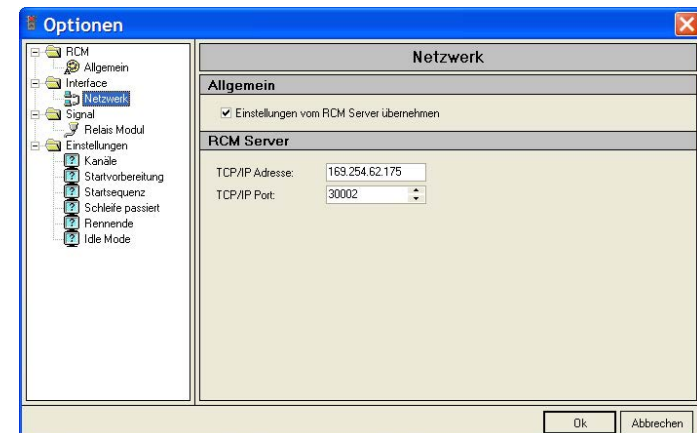 Optionen
RCM
Allgemein
Interface
Netzwerk
Signal
Relais Modul
Einstellungen
Kanäle
Startvorbereitung
Startsequenz
Schleife passiert
Rennende
Idle Mode
Netzwerk
Allgemein
Einstellungen vom RCM Server übernehmen
RCM Server
TCP/IP Adresse: 169.254.62.175
TCP/IP Port: 30002
Ok Abbrechen